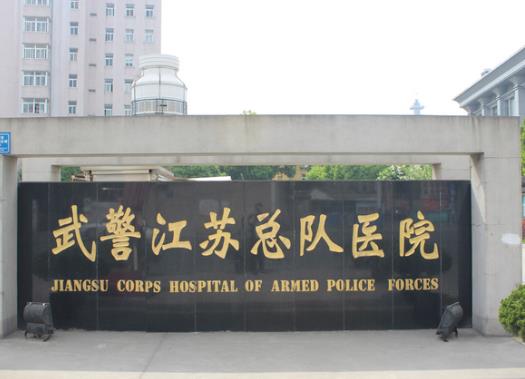 武警江苏总队医院
JIANGSU CORPS HOSPITAL OF ARMED POLICE FORCES